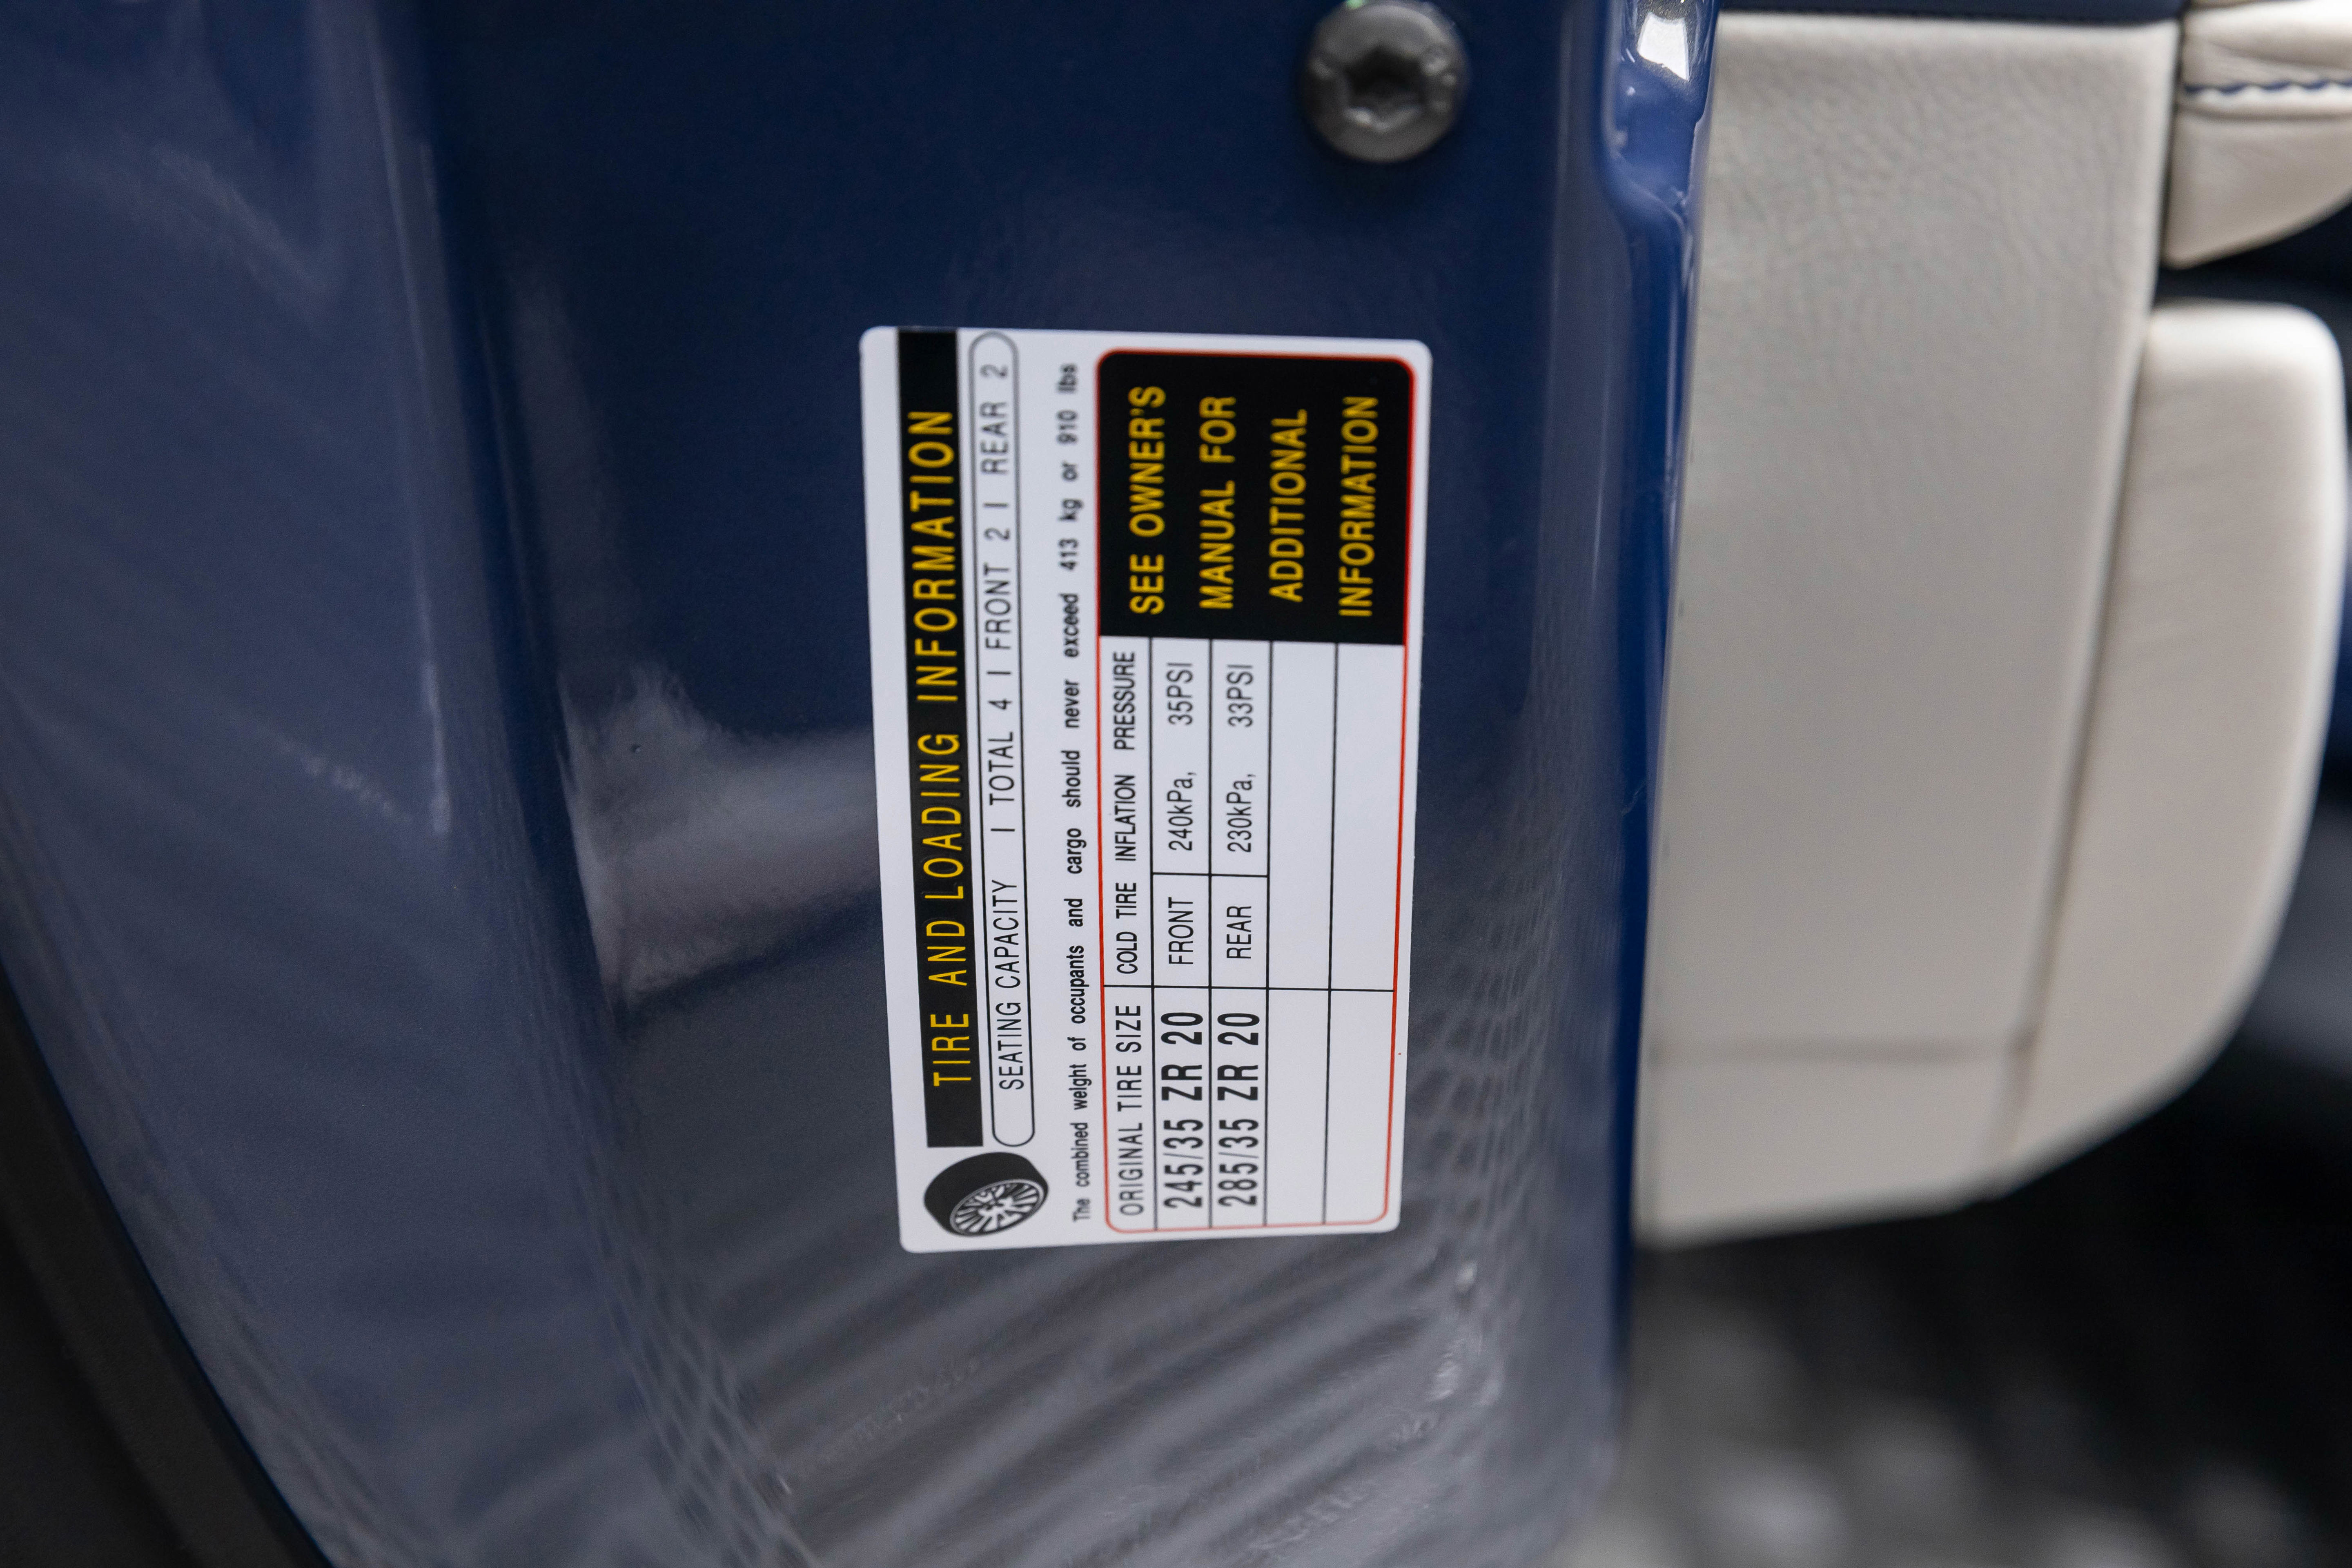 TIRE AND LOADING INFORMATION
SEATING CAPACITY | TOTAL 4 | FRONT 2 | REAR 2
The combined weight of occupants and cargo should never exceed 413 kg or 910 lbs
ORIGINAL TIRE SIZE COLD TIRE INFLATION PRESSURE
245/35 ZR 20 FRONT 240kPa, 35PSI
285/35 ZR 20 REAR 230kPa, 33PSI
SEE OWNER'S
MANUAL FOR
ADDITIONAL
INFORMATION